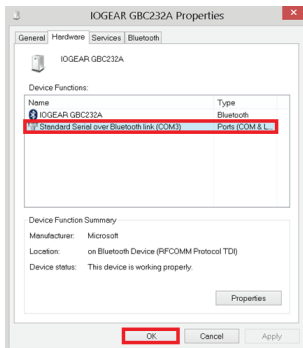 IOGEAR GBC232A Properties
General Hardware Services Bluetooth
IOGEAR GBC232A
Device Functions:
Name Type
IOGEAR GBC232A Bluetooth
Standard Serial over Bluetooth link (COM3) Ports (COM & L...
Device Function Summary
Manufacturer: Microsoft
Location: on Bluetooth Device (RFCOMM Protocol TDI)
Device status: This device is working properly.
Properties
OK Cancel Apply